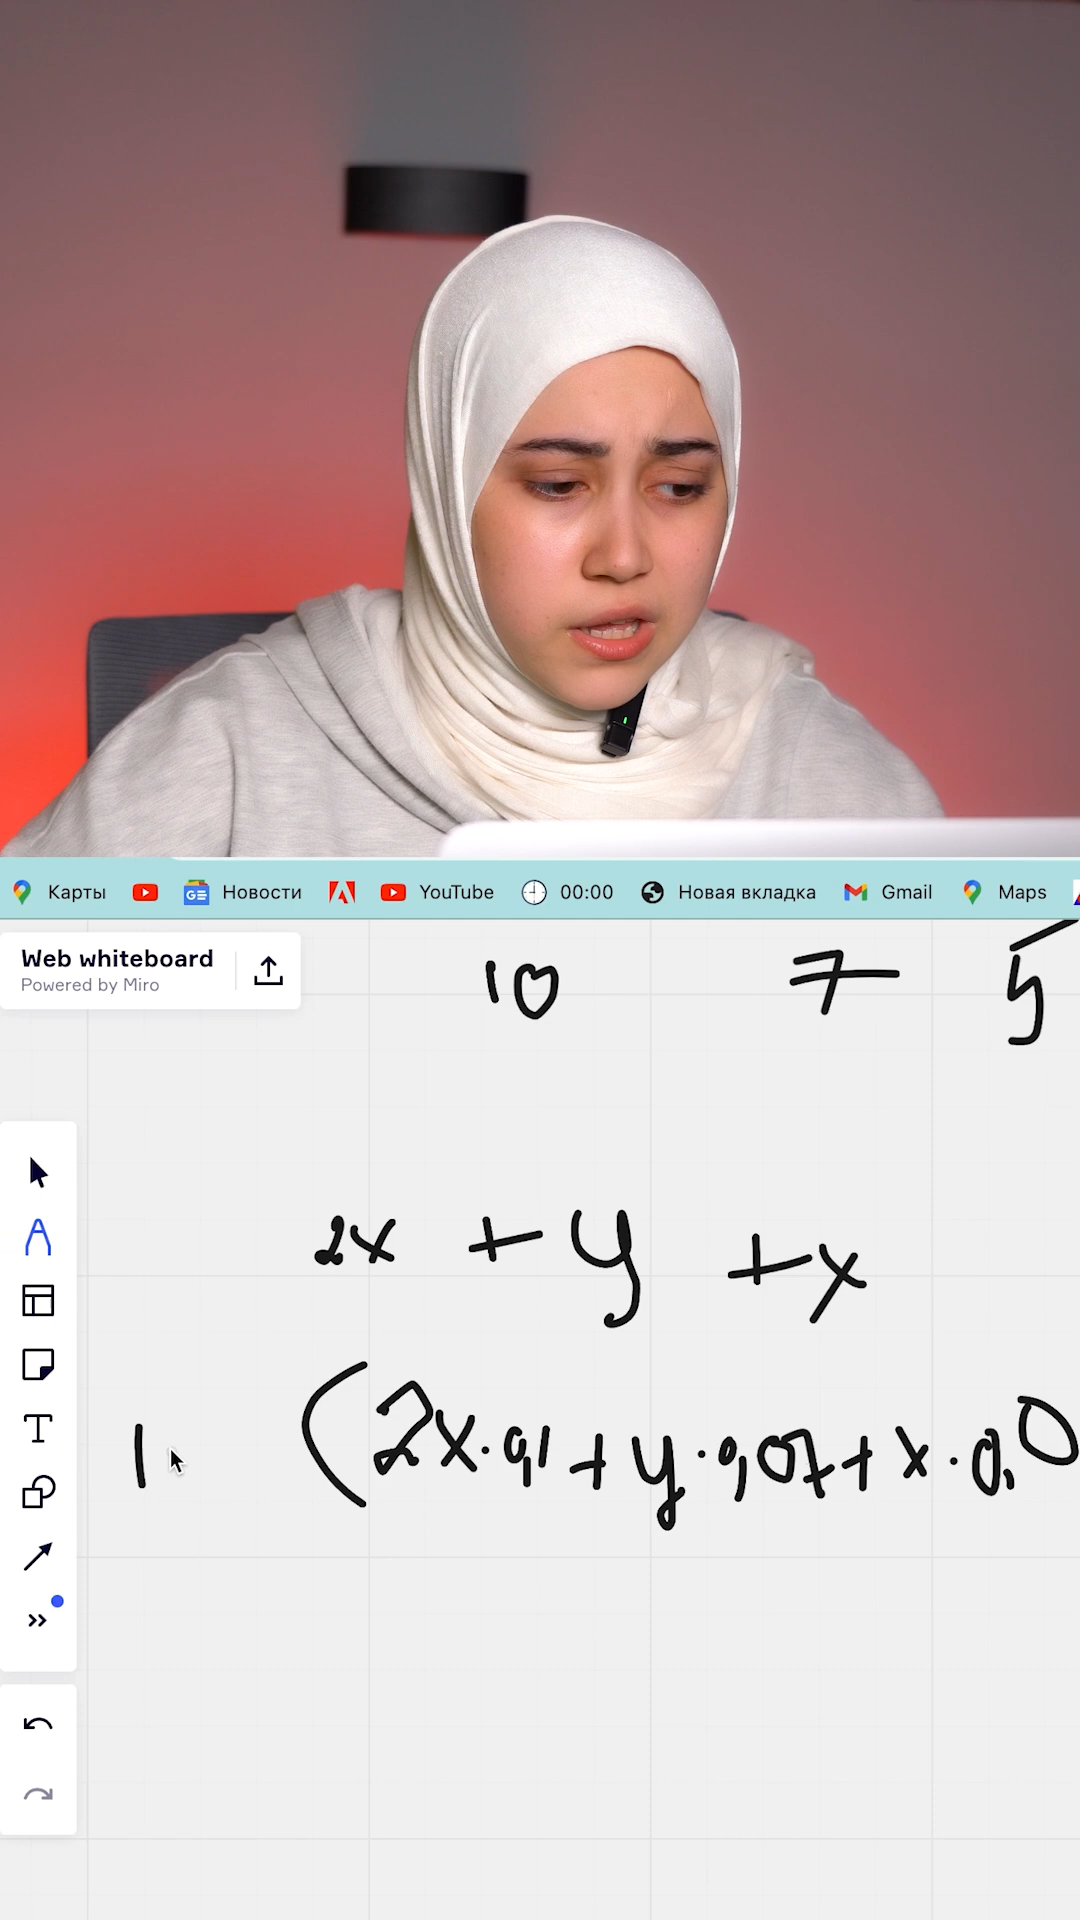 Карты Новости YouTube 00:00 Новая вкладка Gmail Maps
Web whiteboard
Powered by Miro
10 7 5
2x + y + x
1. (2x · 0,1 + y · 0,07 + x · 0,0
T